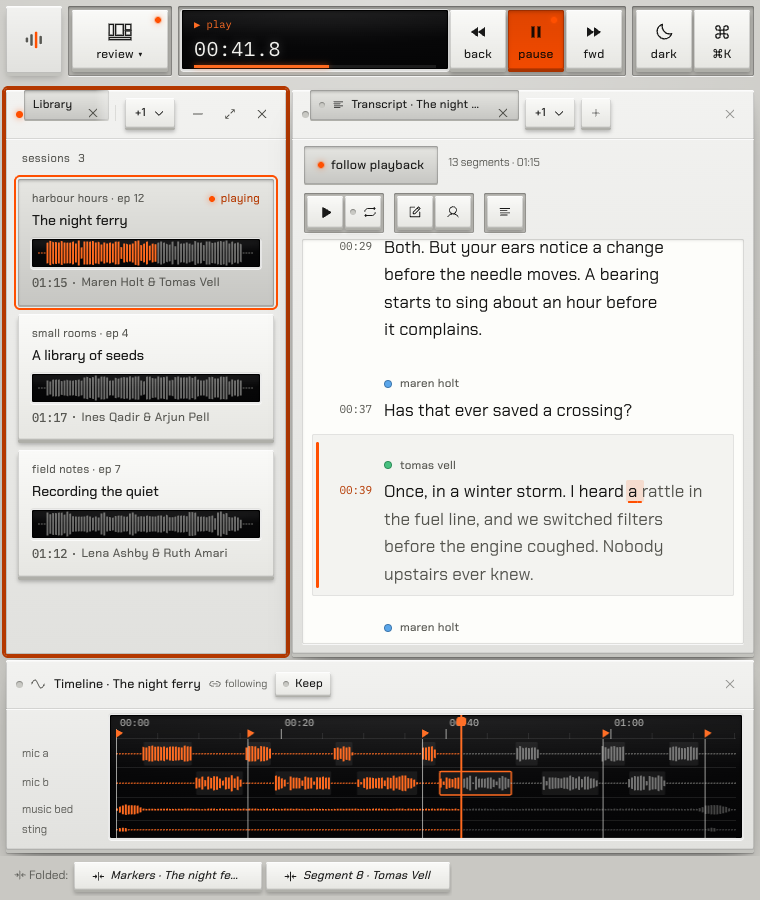 review ▾
▶ play
00:41.8
back
pause
fwd
dark
⌘K
Library
+1
Transcript · The night ...
+1
sessions 3
harbour hours · ep 12
playing
The night ferry
01:15 · Maren Holt & Tomas Vell
small rooms · ep 4
A library of seeds
01:17 · Ines Qadir & Arjun Pell
field notes · ep 7
Recording the quiet
01:12 · Lena Ashby & Ruth Amari
follow playback
13 segments · 01:15
00:29 Both. But your ears notice a change
before the needle moves. A bearing
starts to sing about an hour before
it complains.
maren holt
00:37 Has that ever saved a crossing?
tomas vell
00:39 Once, in a winter storm. I heard a rattle in
the fuel line, and we switched filters
before the engine coughed. Nobody
upstairs ever knew.
maren holt
Timeline · The night ferry
following
Keep
00:00 00:20 00:40 01:00
mic a
mic b
music bed
sting
Folded:
Markers · The night fe...
Segment 8 · Tomas Vell